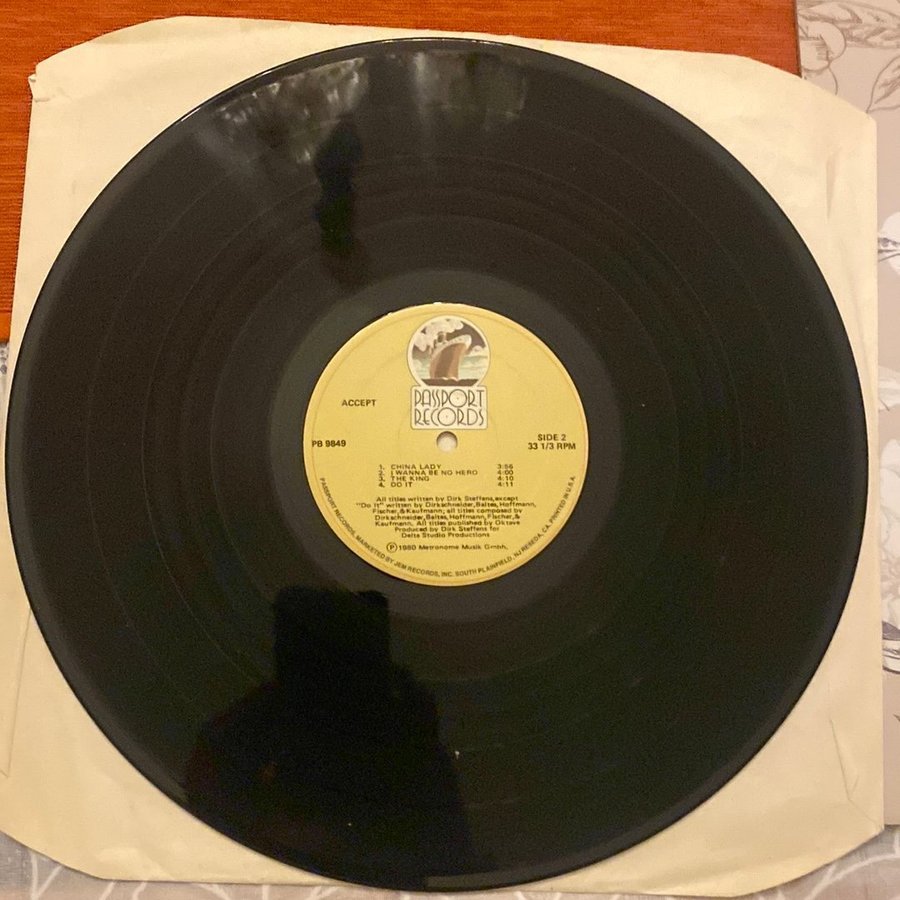 PASSPORT
RECORDS
ACCEPT
PB 9849
SIDE 2
33 1/3 RPM
1. CHINA LADY 3:56
2. I WANNA BE NO HERO 4:00
3. THE KING 4:10
4. DO IT 4:11
All titles written by Dirk Steffens, except
"Do It" written by Dirkschneider, Baltes, Hoffmann,
Fischer, & Kaufmann; all titles composed by
Dirkschneider, Baltes, Hoffmann, Fischer, &
Kaufmann. All titles published by Oktave
Produced by Dirk Steffens for
Delta Studio Productions
Ⓟ 1980 Metronome Musik Gmbh.
PASSPORT RECORDS, MARKETED BY JEM RECORDS, INC. SOUTH PLAINFIELD, NJ RESEDA, CA. PRINTED IN U.S.A.